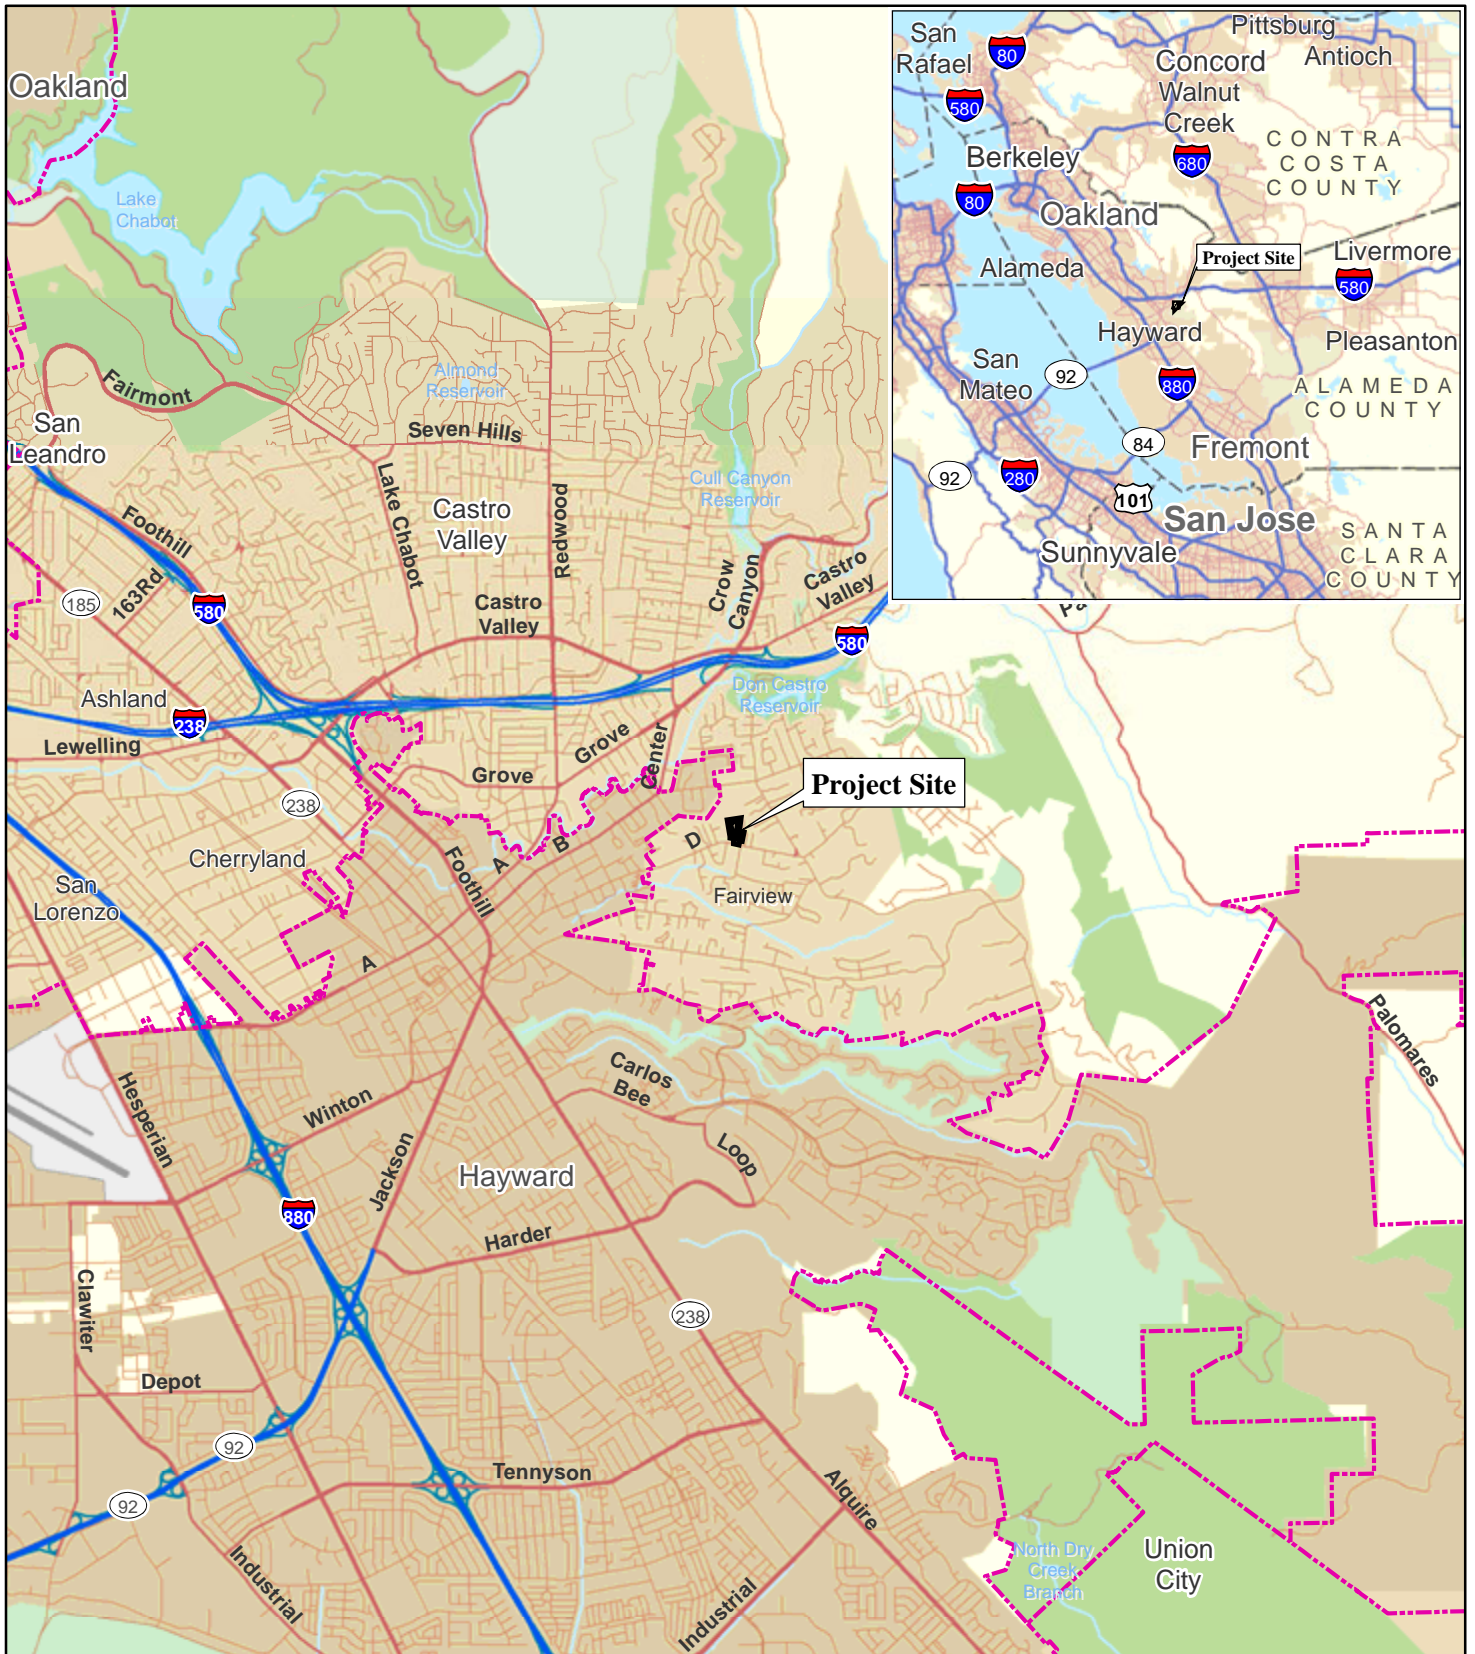 Oakland
Lake
Chabot
Fairmont
San
Leandro
Almond
Reservoir
Seven Hills
Lake Chabot
Castro
Valley
Redwood
Cull Canyon
Reservoir
Crow
Canyon
Castro
Valley
Foothill
163Rd
185
580
Castro
Valley
580
Ashland
238
Lewelling
Don Castro
Reservoir
Grove
Grove
Center
Project Site
238
Cherryland
Foothill
A
B
D
Fairview
San
Lorenzo
A
Palomares
Hesperian
Winton
Carlos
Bee
Loop
Jackson
Hayward
880
Harder
Clawiter
238
Depot
92
92
Tennyson
Alquire
Industrial
Industrial
North Dry
Creek
Branch
Union
City
San
Rafael
80
580
Pittsburg
Antioch
Concord
Walnut
Creek
680
CONTRA
COSTA
COUNTY
Berkeley
80
Oakland
Alameda
Project Site
Livermore
580
Hayward
Pleasanton
San
Mateo
92
880
ALAMEDA
COUNTY
84
Fremont
92
280
101
San Jose
Sunnyvale
SANTA
CLARA
COUNTY